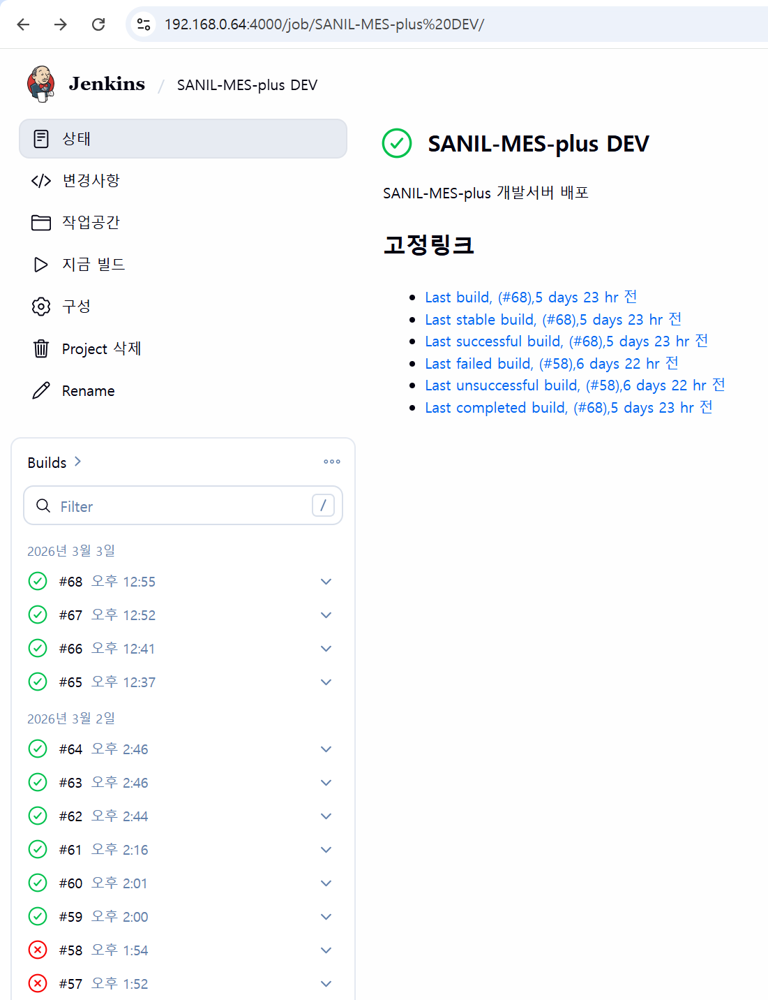 192.168.0.64:4000/job/SANIL-MES-plus%20DEV/
Jenkins / SANIL-MES-plus DEV
상태
변경사항
작업공간
지금 빌드
구성
Project 삭제
Rename
SANIL-MES-plus DEV
SANIL-MES-plus 개발서버 배포
고정링크
Last build, (#68),5 days 23 hr 전
Last stable build, (#68),5 days 23 hr 전
Last successful build, (#68),5 days 23 hr 전
Last failed build, (#58),6 days 22 hr 전
Last unsuccessful build, (#58),6 days 22 hr 전
Last completed build, (#68),5 days 23 hr 전
Builds
Filter /
2026년 3월 3일
#68 오후 12:55
#67 오후 12:52
#66 오후 12:41
#65 오후 12:37
2026년 3월 2일
#64 오후 2:46
#63 오후 2:46
#62 오후 2:44
#61 오후 2:16
#60 오후 2:01
#59 오후 2:00
#58 오후 1:54
#57 오후 1:52